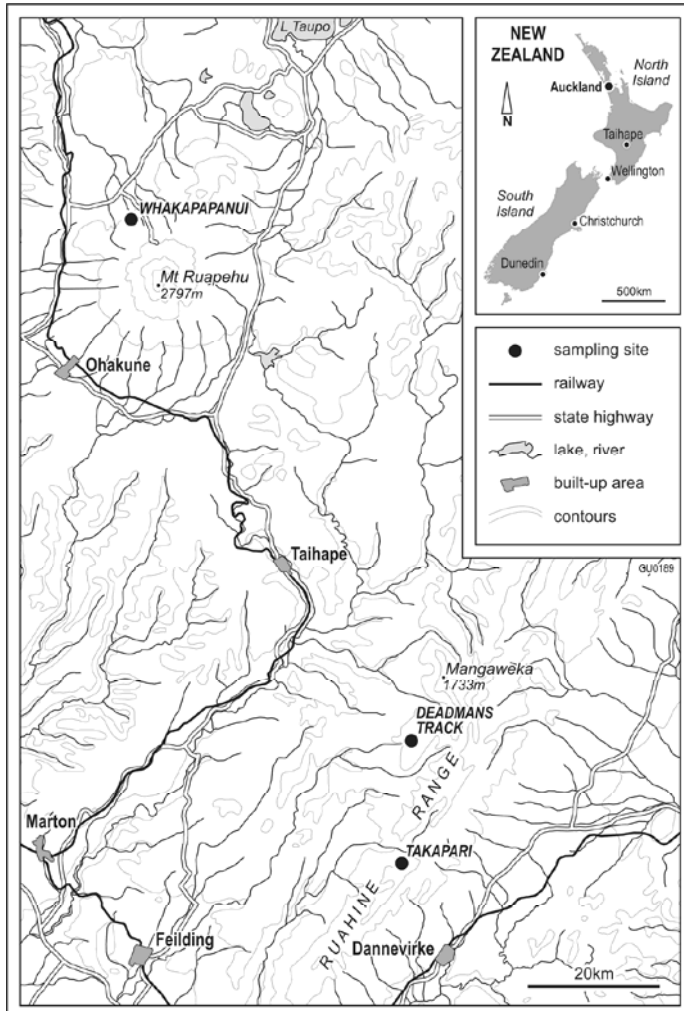 L Taupo
WHAKAPAPANUI
Mt Ruapehu
2797m
Ohakune
Taihape
Mangaweka
1733m
DEADMANS
TRACK
RUAHINE RANGE
TAKAPARI
Marton
Feilding
Dannevirke
20km
NEW
ZEALAND
North
Island
Auckland
N
Taihape
Wellington
South
Island
Christchurch
Dunedin
500km
sampling site
railway
state highway
lake, river
built-up area
contours
GU0189